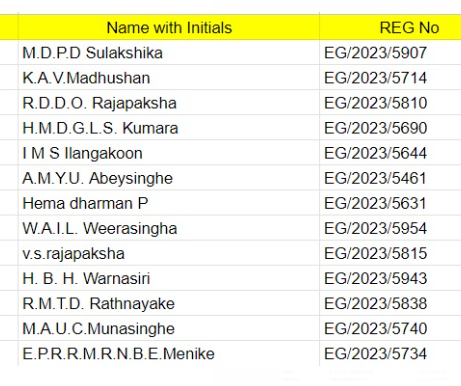 Name with Initials REG No
M.D.P.D Sulakshika EG/2023/5907
K.A.V.Madhushan EG/2023/5714
R.D.D.O. Rajapaksha EG/2023/5810
H.M.D.G.L.S. Kumara EG/2023/5690
I M S Ilangakoon EG/2023/5644
A.M.Y.U. Abeysinghe EG/2023/5461
Hema dharman P EG/2023/5631
W.A.I.L. Weerasingha EG/2023/5954
v.s.rajapaksha EG/2023/5815
H. B. H. Warnasiri EG/2023/5943
R.M.T.D. Rathnayake EG/2023/5838
M.A.U.C.Munasinghe EG/2023/5740
E.P.R.R.M.R.N.B.E.Menike EG/2023/5734